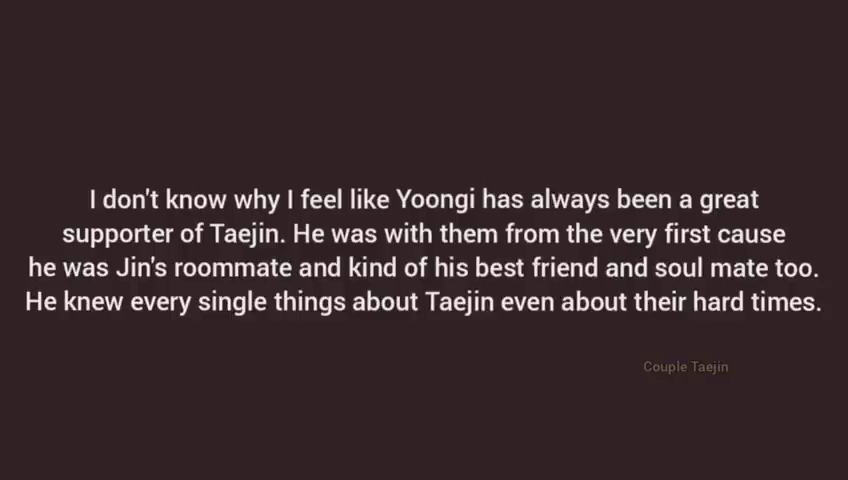 I don't know why I feel like Yoongi has always been a great
supporter of Taejin. He was with them from the very first cause
he was Jin's roommate and kind of his best friend and soul mate too.
He knew every single things about Taejin even about their hard times.
Couple Taejin